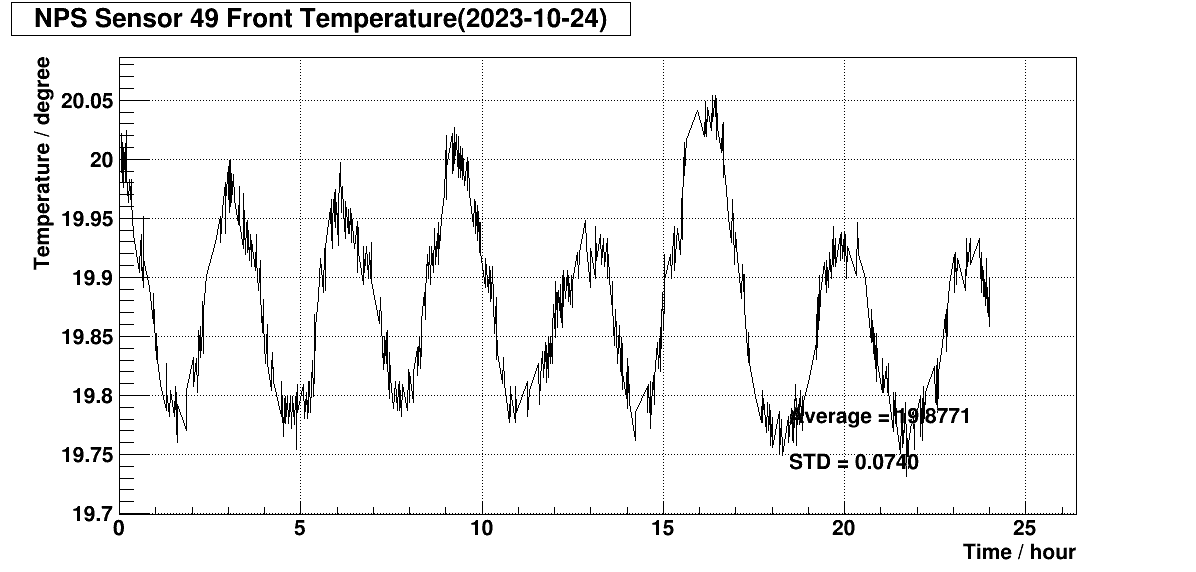 NPS Sensor 49 Front Temperature(2023-10-24)
Temperature / degree
20.05
20
19.95
19.9
19.85
19.8
19.75
19.7
Average = 19.8771
STD = 0.0740
0 5 10 15 20 25
Time / hour